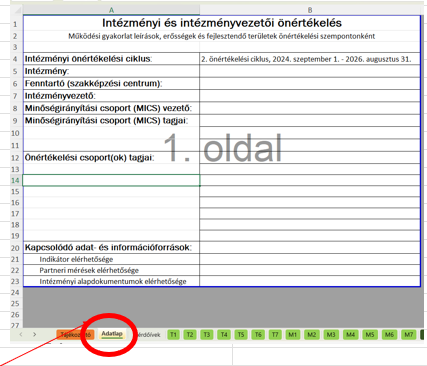 A B
1 Intézményi és intézményvezetői önértékelés
2 Működési gyakorlat leírások, erősségek és fejlesztendő területek önértékelési szempontonként
3
4 Intézményi önértékelési ciklus: 2. önértékelési ciklus, 2024. szeptember 1. - 2026. augusztus 31.
5 Intézmény:
6 Fenntartó (szakképzési centrum):
7 Intézményvezető:
8 Minőségirányítási csoport (MICS) vezető:
9 Minőségirányítási csoport (MICS) tagjai:
10
11
1. oldal
12 Önértékelési csoport(ok) tagjai:
13
14
15
16
17
18
19
20 Kapcsolódó adat- és információforrások:
21 Indikátor elérhetősége
22 Partneri mérések elérhetősége
23 Intézményi alapdokumentumok elérhetősége
24
25
26
27
Adatlap T1 T2 T3 T4 T5 T6 T7 M1 M2 M3 M4 M5 M6 M7